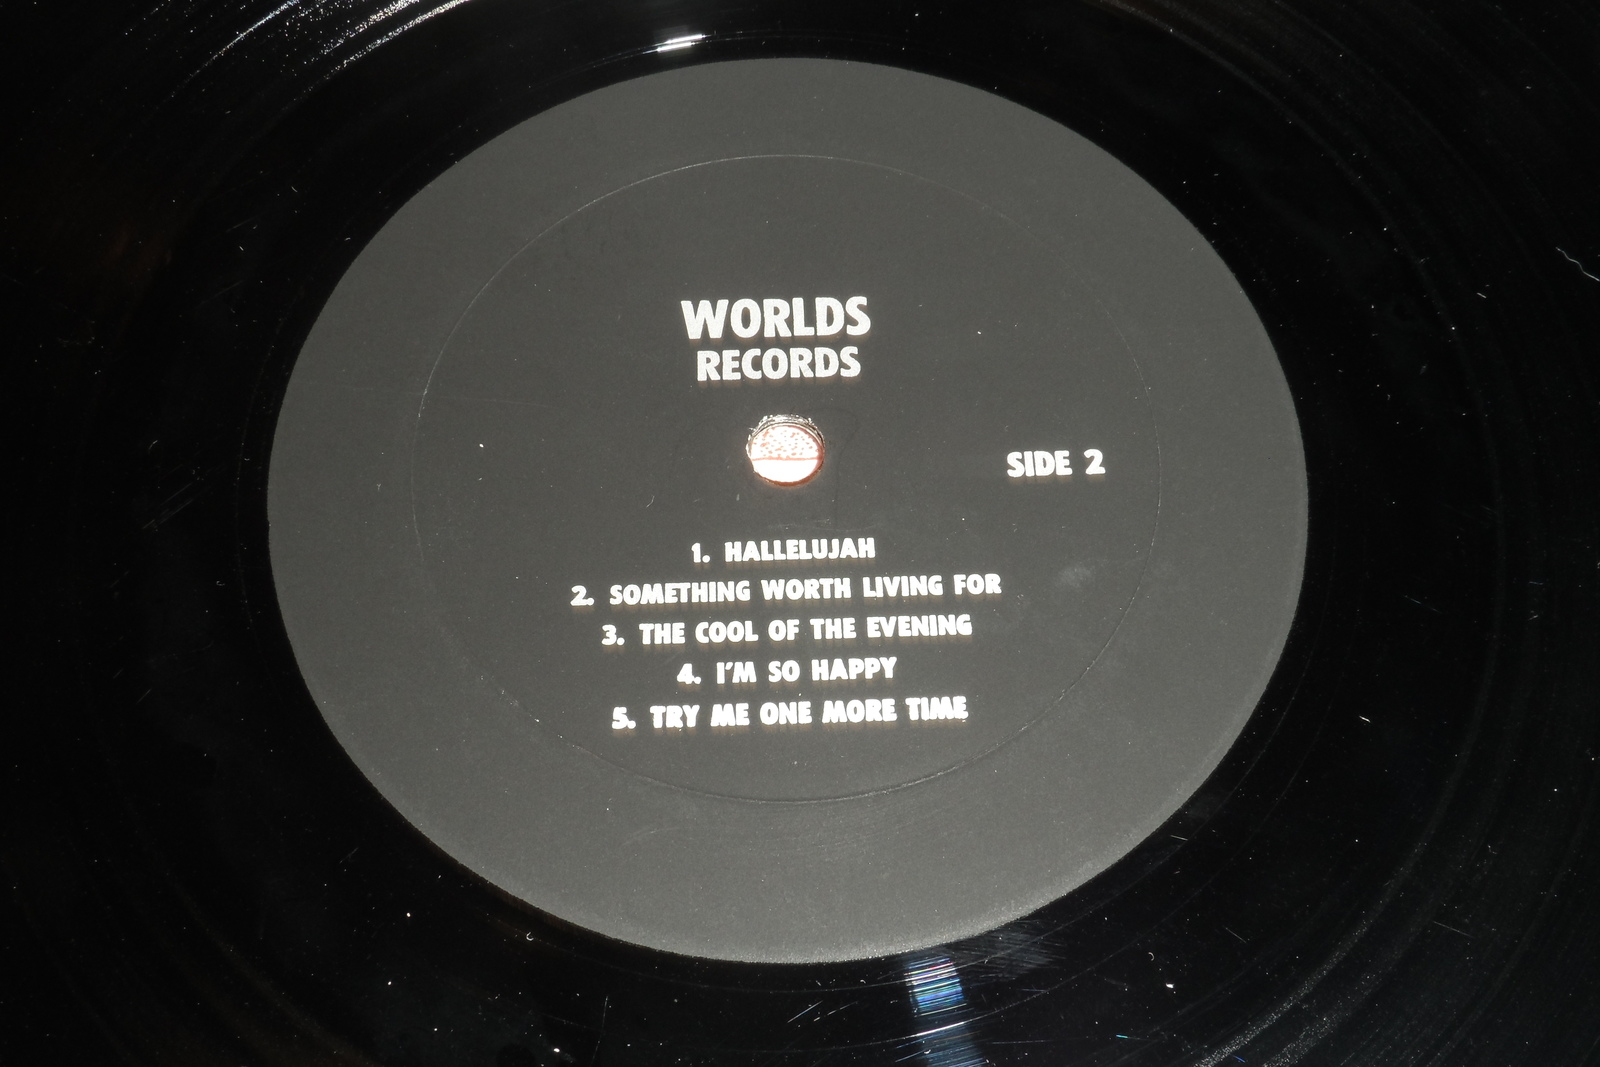 WORLDS
RECORDS
SIDE 2
1. HALLELUJAH
2. SOMETHING WORTH LIVING FOR
3. THE COOL OF THE EVENING
4. I'M SO HAPPY
5. TRY ME ONE MORE TIME